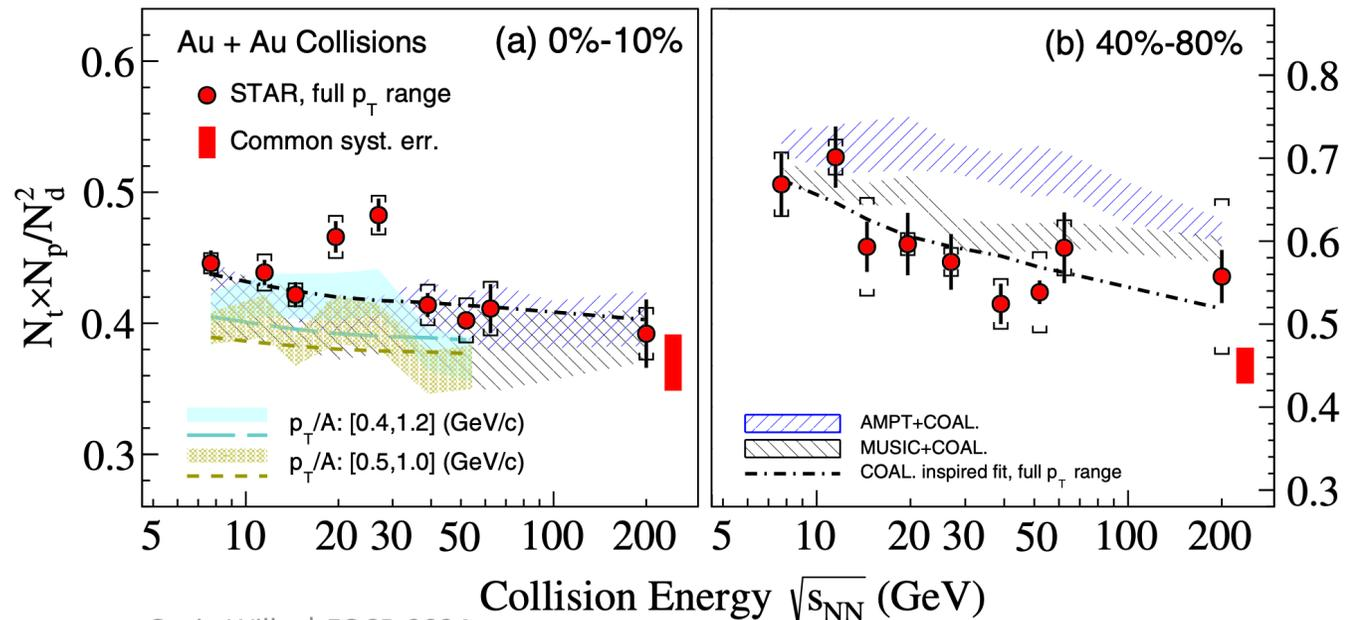 Au + Au Collisions
(a) 0%-10%
STAR, full p_T range
Common syst. err.
0.6
0.5
0.4
0.3
N_t×N_p/N_d^2
p_T/A: [0.4,1.2] (GeV/c)
p_T/A: [0.5,1.0] (GeV/c)
5 10 20 30 50 100 200
(b) 40%-80%
0.8
0.7
0.6
0.5
0.4
0.3
AMPT+COAL.
MUSIC+COAL.
COAL. inspired fit, full p_T range
5 10 20 30 50 100 200
Collision Energy √s_NN (GeV)